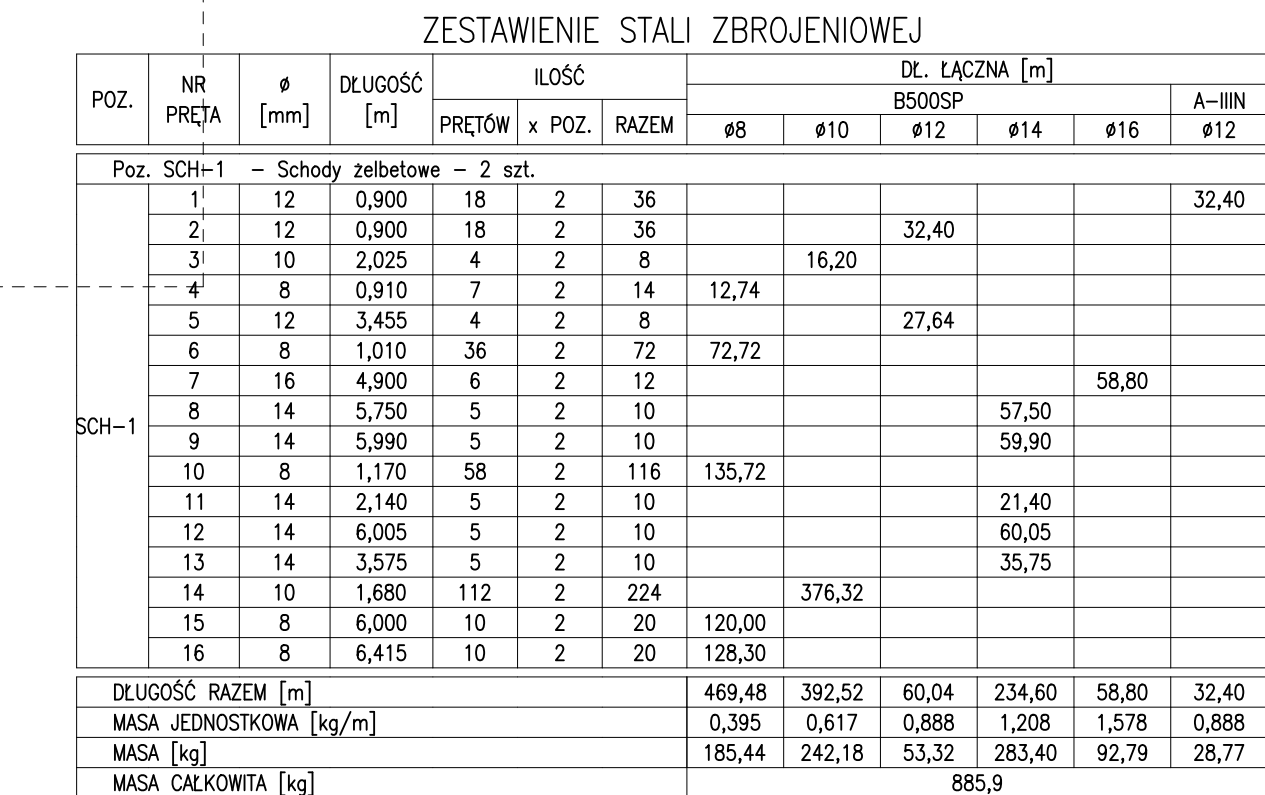 ZESTAWIENIE STALI ZBROJENIOWEJ
POZ. NR PRĘTA ø [mm] DŁUGOŚĆ [m] ILOŚĆ DŁ. ŁĄCZNA [m]
B500SP A-IIIN
PRĘTÓW x POZ. RAZEM ø8 ø10 ø12 ø14 ø16 ø12
Poz. SCH-1 - Schody żelbetowe - 2 szt.
SCH-1
1 12 0,900 18 2 36 32,40
2 12 0,900 18 2 36 32,40
3 10 2,025 4 2 8 16,20
4 8 0,910 7 2 14 12,74
5 12 3,455 4 2 8 27,64
6 8 1,010 36 2 72 72,72
7 16 4,900 6 2 12 58,80
8 14 5,750 5 2 10 57,50
9 14 5,990 5 2 10 59,90
10 8 1,170 58 2 116 135,72
11 14 2,140 5 2 10 21,40
12 14 6,005 5 2 10 60,05
13 14 3,575 5 2 10 35,75
14 10 1,680 112 2 224 376,32
15 8 6,000 10 2 20 120,00
16 8 6,415 10 2 20 128,30
DŁUGOŚĆ RAZEM [m] 469,48 392,52 60,04 234,60 58,80 32,40
MASA JEDNOSTKOWA [kg/m] 0,395 0,617 0,888 1,208 1,578 0,888
MASA [kg] 185,44 242,18 53,32 283,40 92,79 28,77
MASA CAŁKOWITA [kg] 885,9